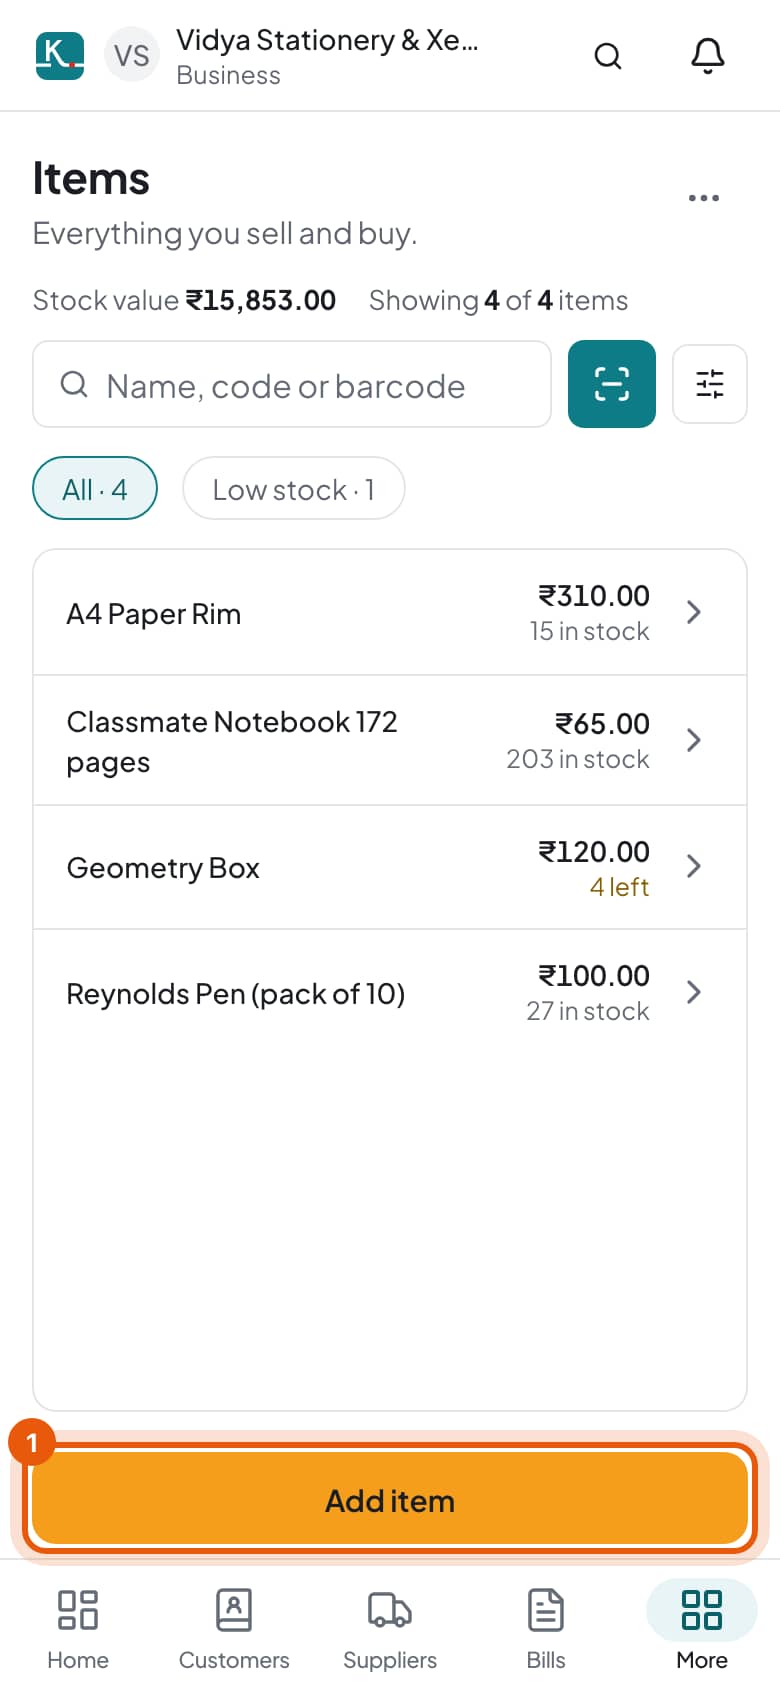 K.
VS
Vidya Stationery & Xe...
Business
Items
Everything you sell and buy.
Stock value ₹15,853.00 Showing 4 of 4 items
Name, code or barcode
All · 4
Low stock · 1
A4 Paper Rim
₹310.00
15 in stock
Classmate Notebook 172
pages
₹65.00
203 in stock
Geometry Box
₹120.00
4 left
Reynolds Pen (pack of 10)
₹100.00
27 in stock
1
Add item
Home
Customers
Suppliers
Bills
More